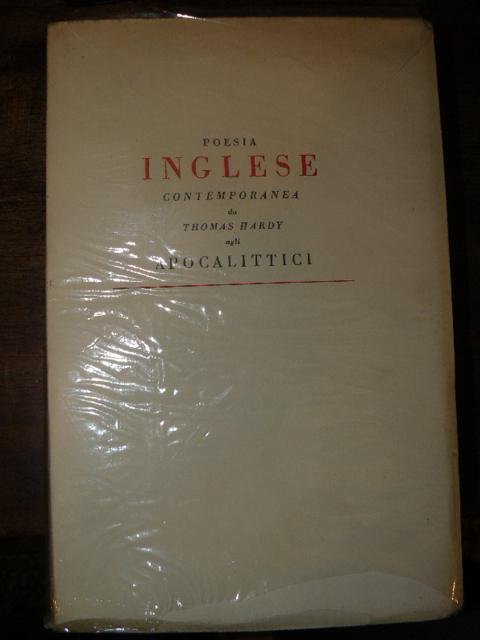 POESIA
INGLESE
CONTEMPORANEA
da
THOMAS HARDY
agli
APOCALITTICI